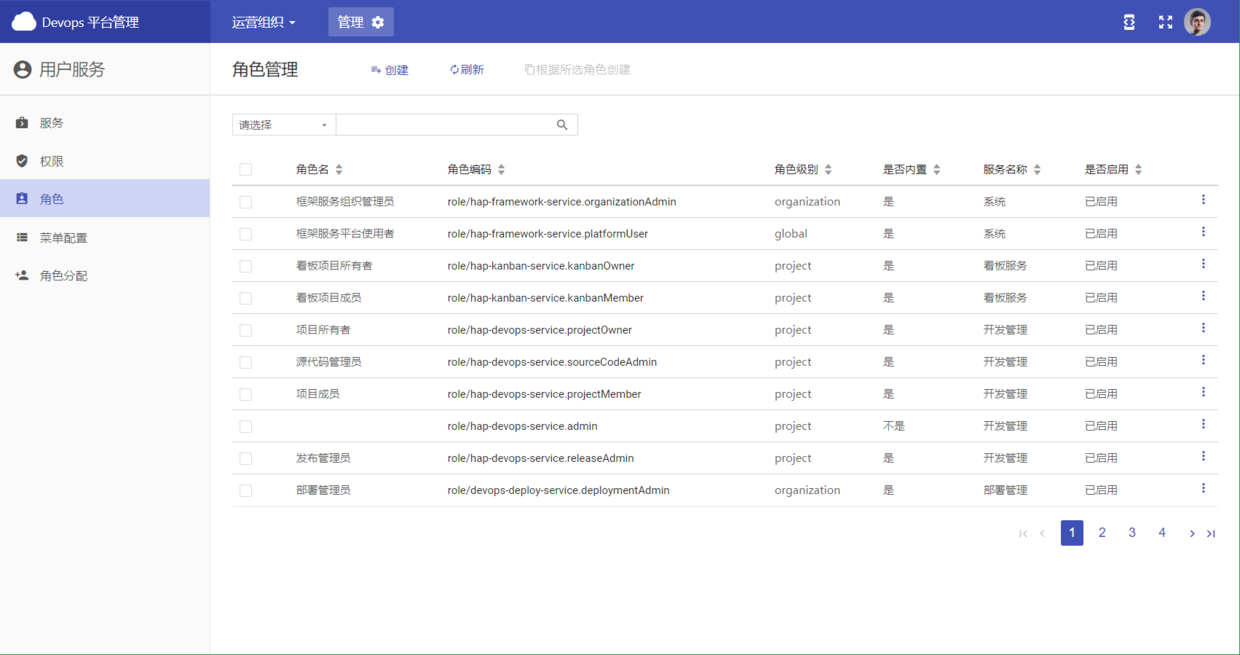 Devops 平台管理 运营组织 管理
用户服务 角色管理 创建 刷新 根据所选角色创建
服务
权限
角色
菜单配置
角色分配
请选择
角色名 角色编码 角色级别 是否内置 服务名称 是否启用
框架服务组织管理员 role/hap-framework-service.organizationAdmin organization 是 系统 已启用
框架服务平台使用者 role/hap-framework-service.platformUser global 是 系统 已启用
看板项目所有者 role/hap-kanban-service.kanbanOwner project 是 看板服务 已启用
看板项目成员 role/hap-kanban-service.kanbanMember project 是 看板服务 已启用
项目所有者 role/hap-devops-service.projectOwner project 是 开发管理 已启用
源代码管理员 role/hap-devops-service.sourceCodeAdmin project 是 开发管理 已启用
项目成员 role/hap-devops-service.projectMember project 是 开发管理 已启用
role/hap-devops-service.admin project 不是 开发管理 已启用
发布管理员 role/hap-devops-service.releaseAdmin project 是 开发管理 已启用
部署管理员 role/devops-deploy-service.deploymentAdmin organization 是 部署管理 已启用
1 2 3 4